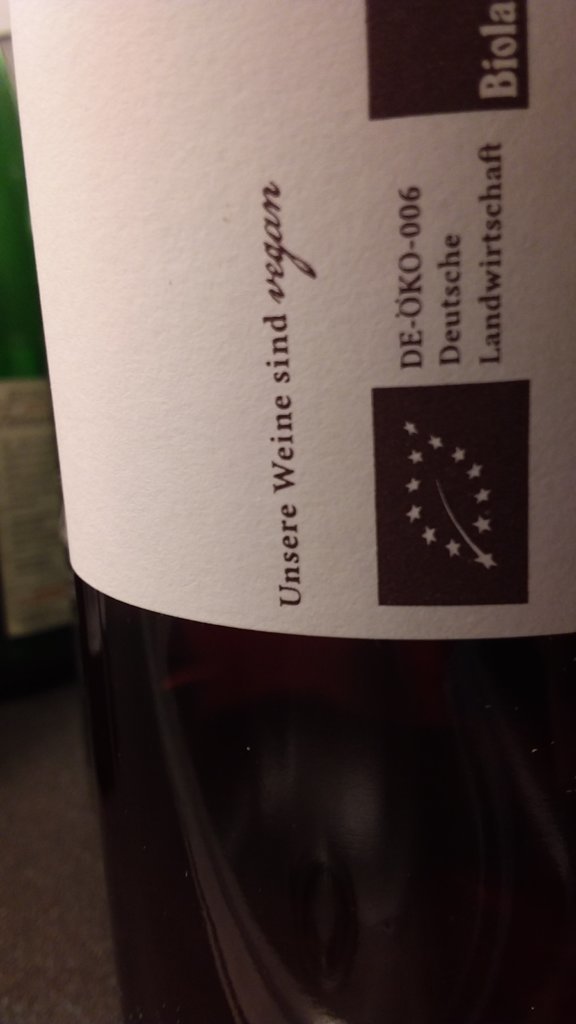 Unsere Weine sind vegan
DE-ÖKO-006
Deutsche
Landwirtschaft
Biola